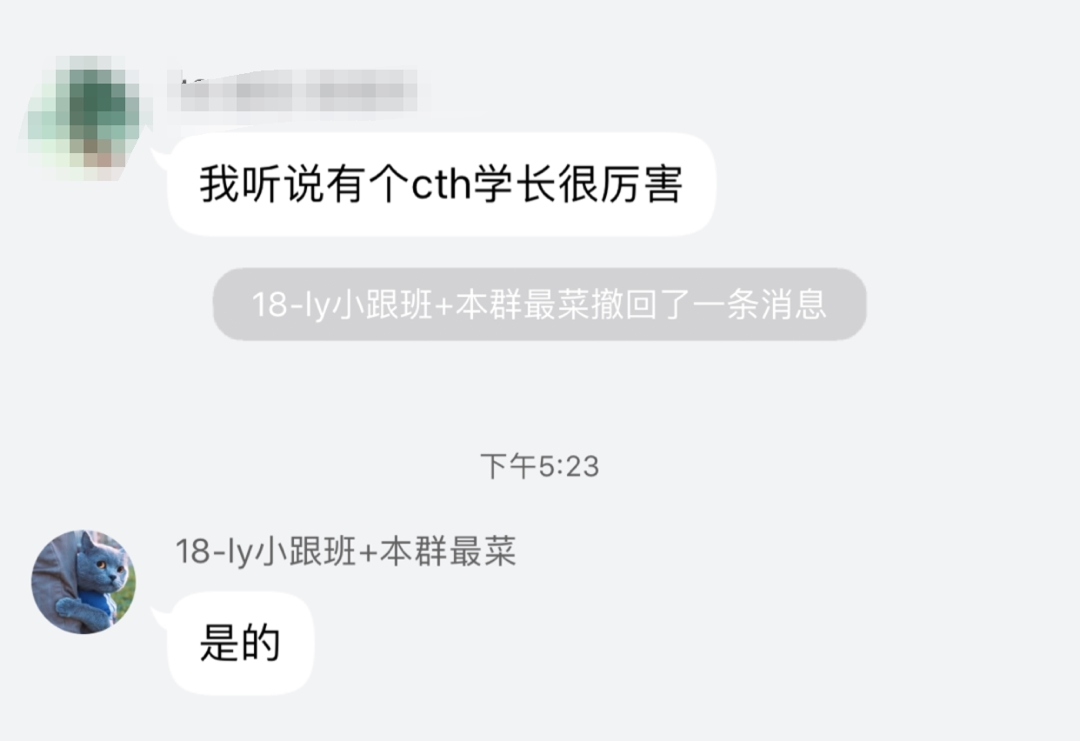 我听说有个cth学长很厉害
18-ly小跟班+本群最菜撤回了一条消息
下午5:23
18-ly小跟班+本群最菜
是的